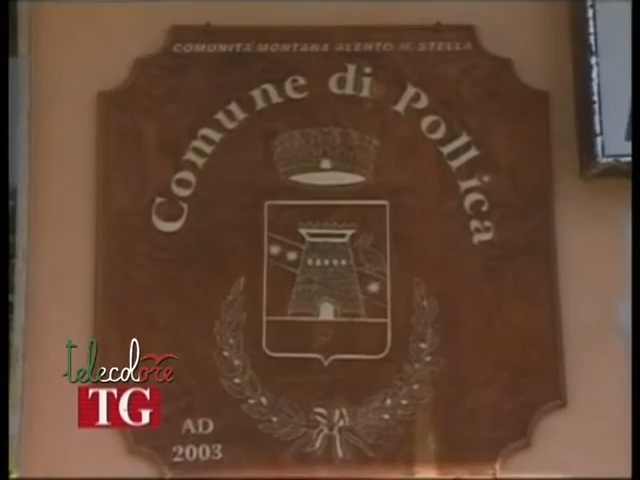 COMUNITÀ MONTANA ALENTO M. STELLA
Comune di Pollica
telecolore
TG
AD
2003